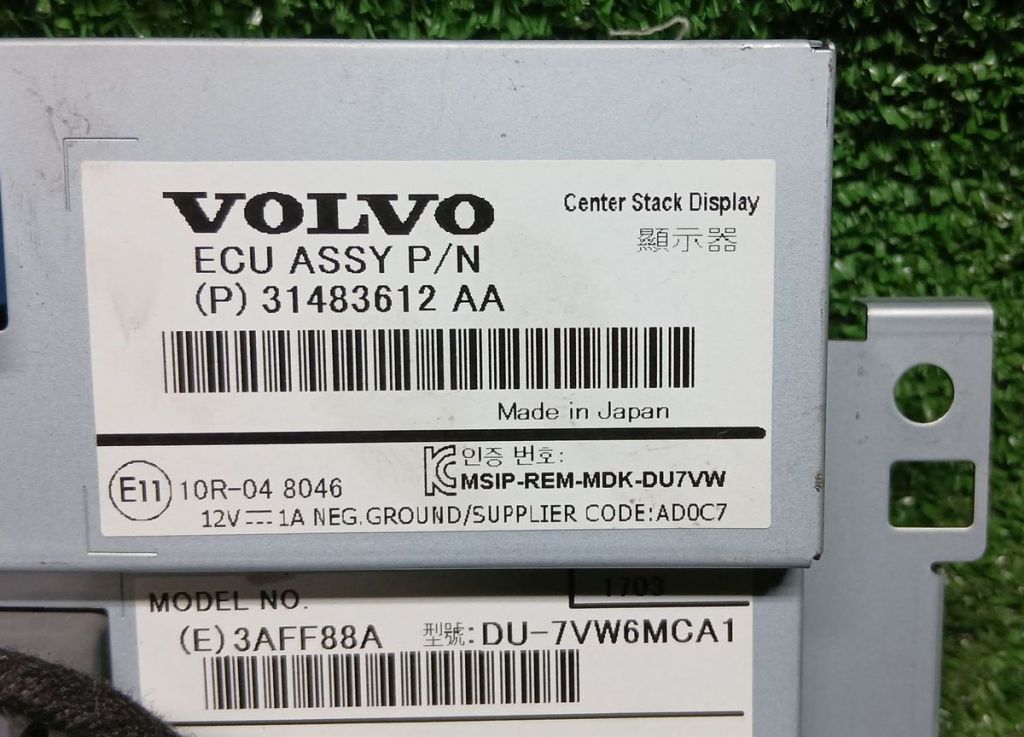 VOLVO
Center Stack Display
顯示器
ECU ASSY P/N
(P) 31483612 AA
Made in Japan
인증 번호:
MSIP-REM-MDK-DU7VW
E11 10R-04 8046
12V⎓1A NEG.GROUND/SUPPLIER CODE:AD0C7
MODEL NO.
1703
(E) 3AFF88A 型號: DU-7VW6MCA1